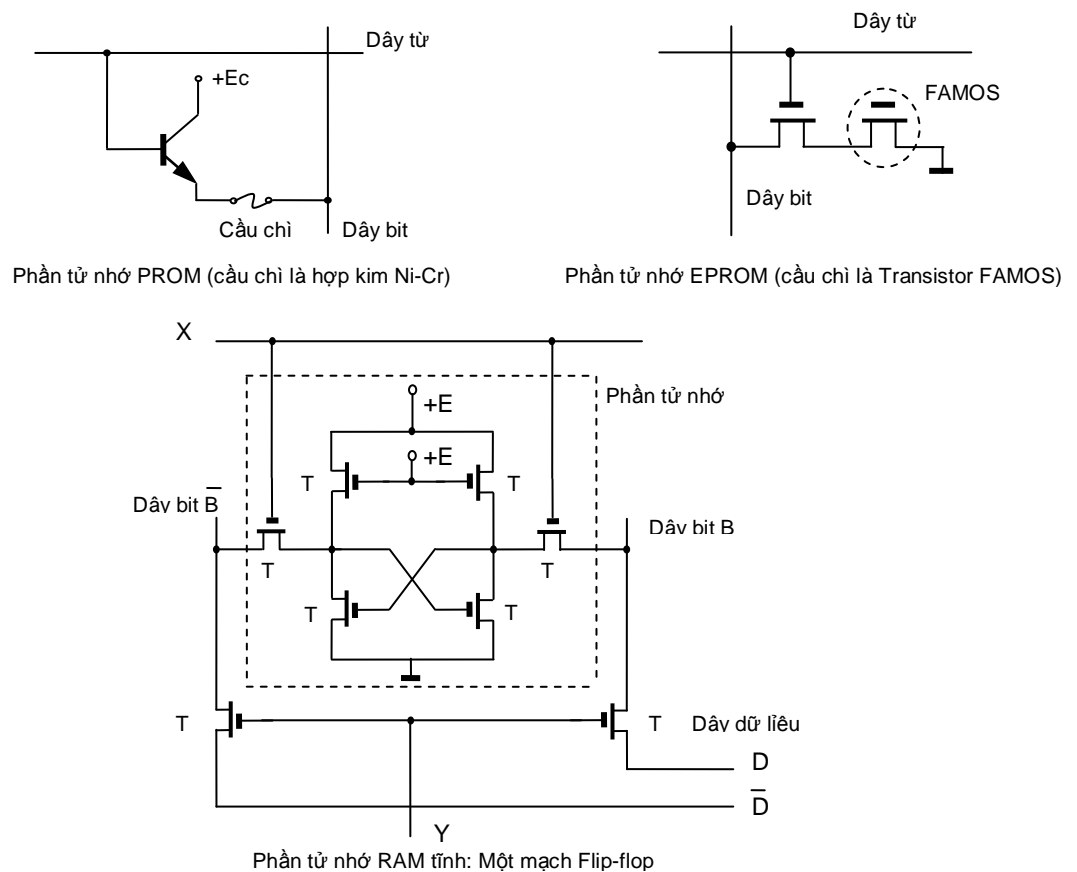 Dây từ
+Ec
Cầu chì
Dây bit
Phần tử nhớ PROM (cầu chì là hợp kim Ni-Cr)
Dây từ
FAMOS
Dây bit
Phần tử nhớ EPROM (cầu chì là Transistor FAMOS)
X
Phần tử nhớ
+E
+E
T
T
Dây bit B̅
Dây bit B
T
T
T
T
T
T
Dây dữ liệu
D
D̅
Y
Phần tử nhớ RAM tĩnh: Một mạch Flip-flop